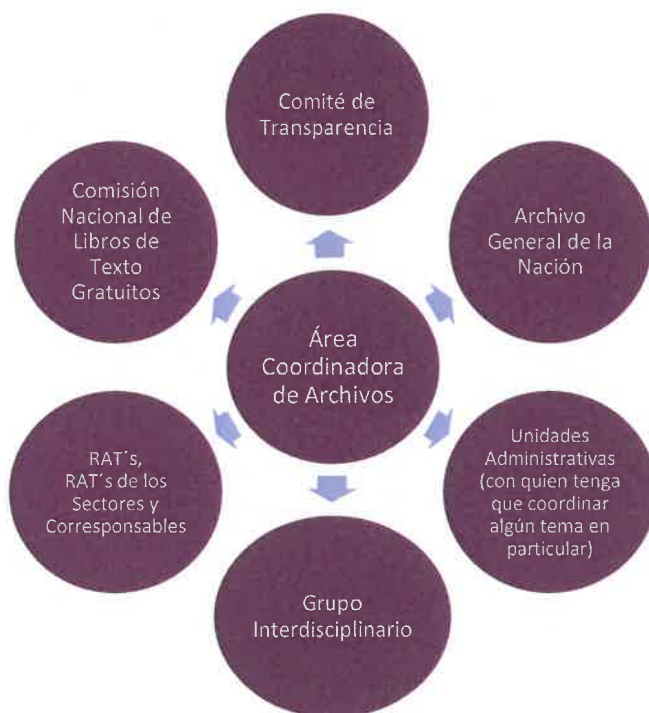 Comité de
Transparencia
Comisión
Nacional de
Libros de
Texto
Gratuitos
Archivo
General de la
Nación
Área
Coordinadora
de Archivos
RAT´s,
RAT´s de los
Sectores y
Corresponsables
Unidades
Administrativas
(con quien tenga
que coordinar
algún tema en
particular)
Grupo
Interdisciplinario